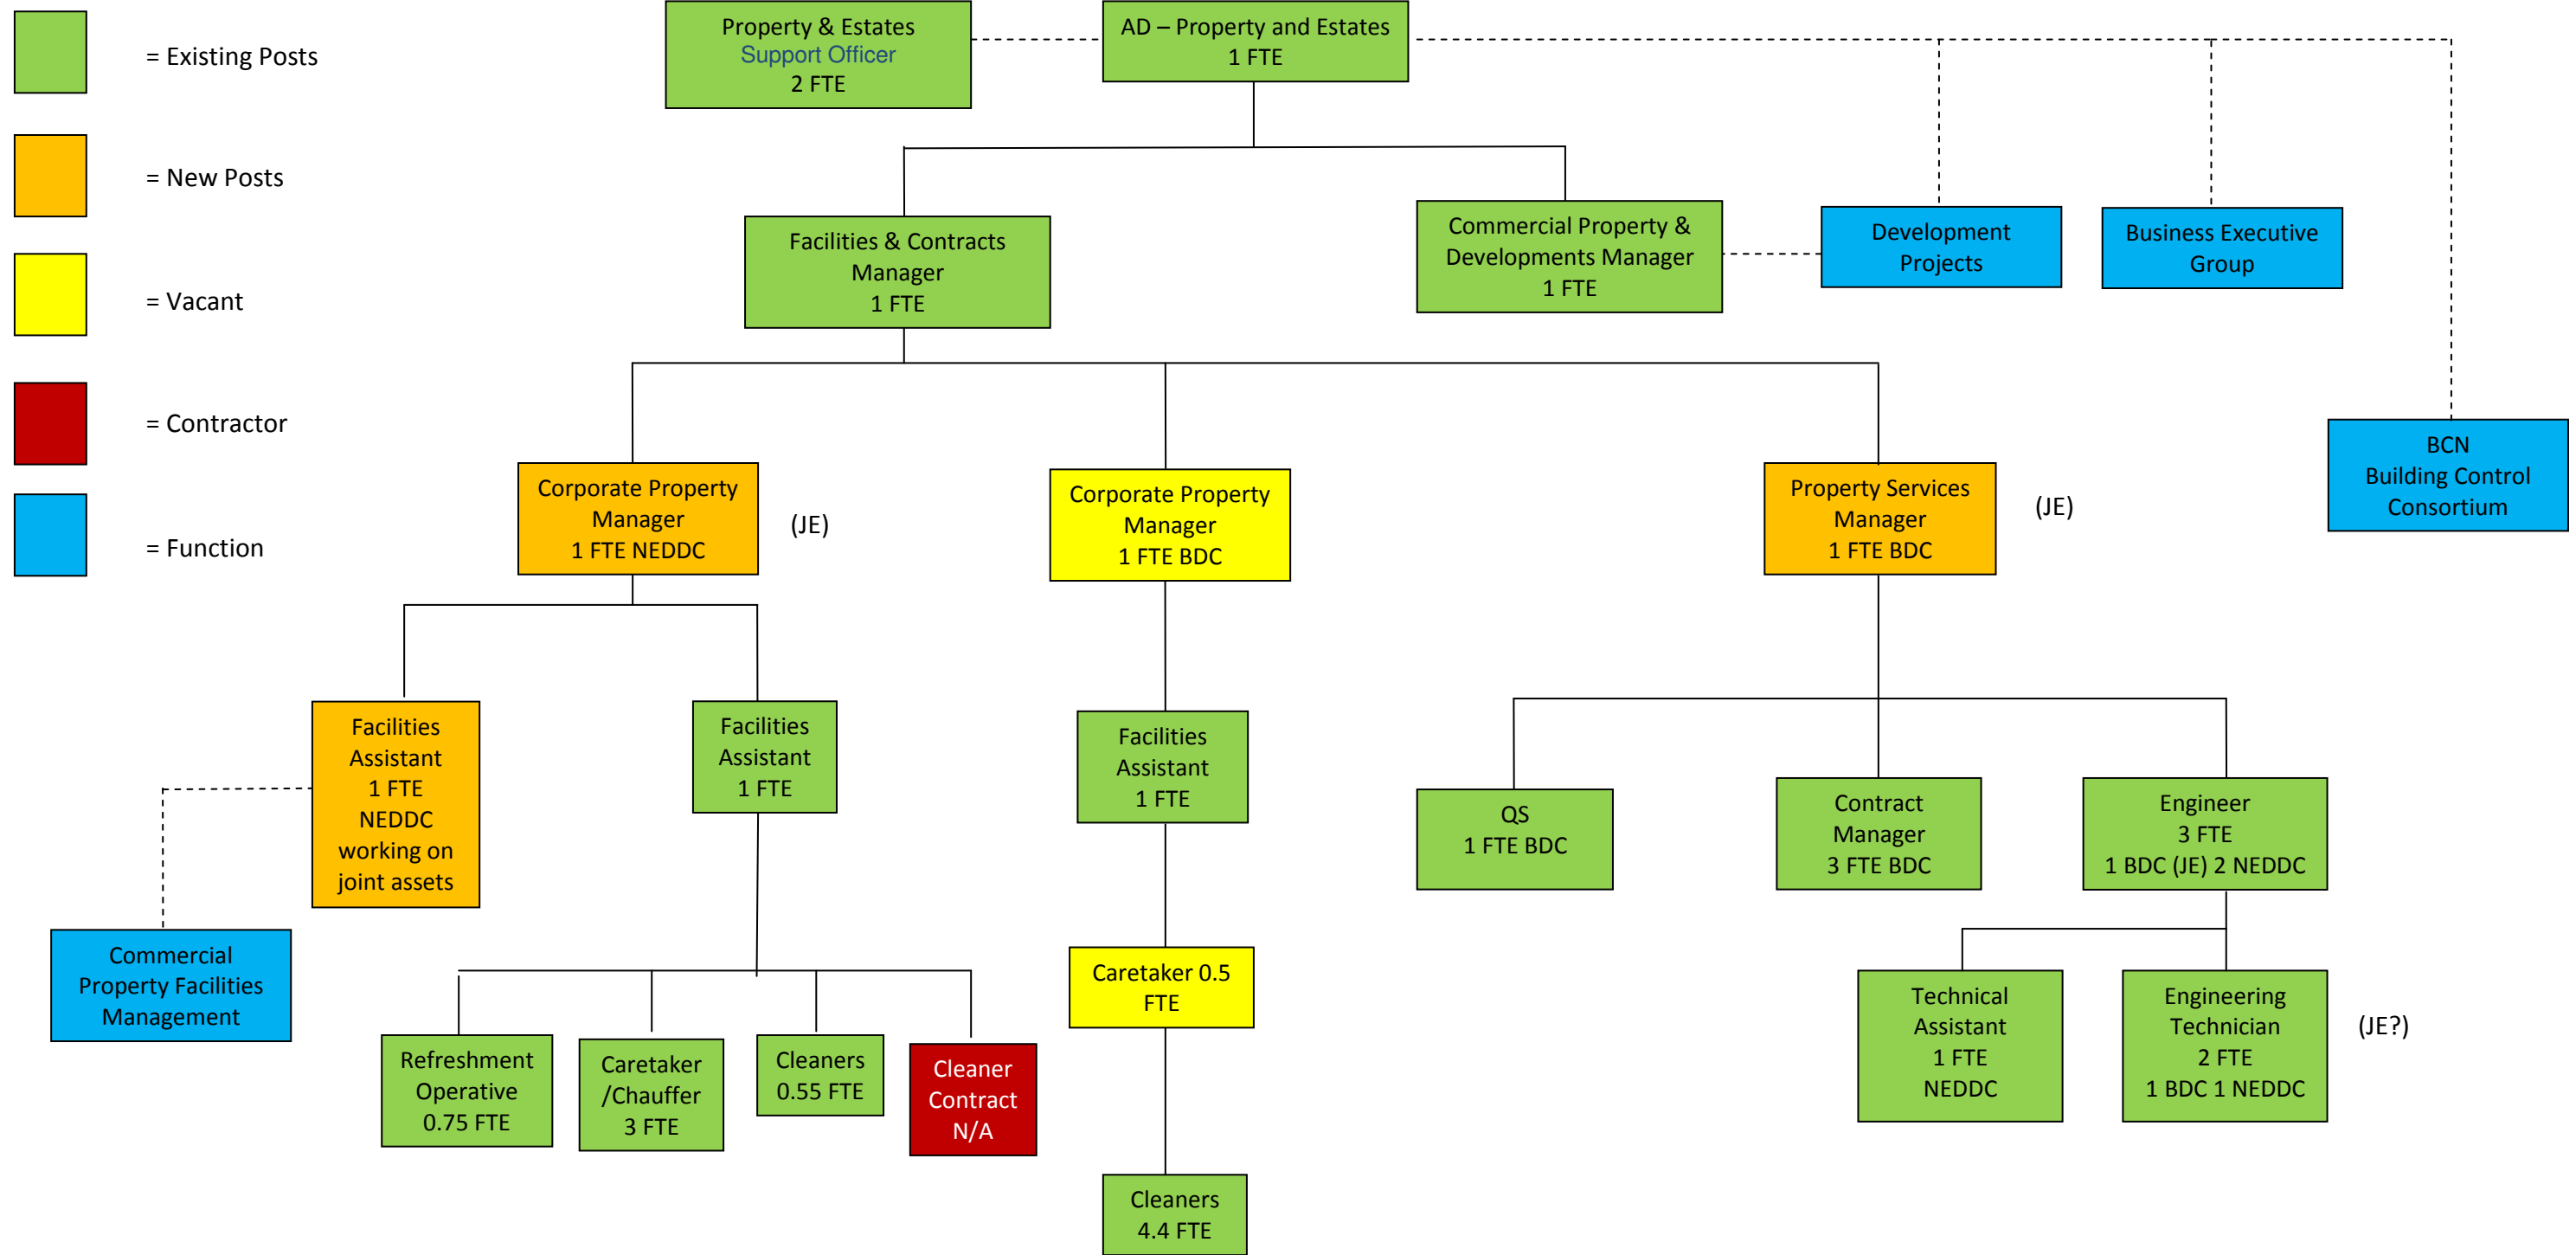 = Existing Posts
= New Posts
= Vacant
= Contractor
= Function
Property & Estates
Support Officer
2 FTE
AD – Property and Estates
1 FTE
Facilities & Contracts
Manager
1 FTE
Commercial Property &
Developments Manager
1 FTE
Development
Projects
Business Executive
Group
BCN
Building Control
Consortium
Corporate Property
Manager
1 FTE NEDDC
(JE)
Corporate Property
Manager
1 FTE BDC
Property Services
Manager
1 FTE BDC
(JE)
Facilities
Assistant
1 FTE
NEDDC
working on
joint assets
Facilities
Assistant
1 FTE
Facilities
Assistant
1 FTE
QS
1 FTE BDC
Contract
Manager
3 FTE BDC
Engineer
3 FTE
1 BDC (JE) 2 NEDDC
Commercial
Property Facilities
Management
Refreshment
Operative
0.75 FTE
Caretaker
/Chauffer
3 FTE
Cleaners
0.55 FTE
Cleaner
Contract
N/A
Caretaker 0.5
FTE
Technical
Assistant
1 FTE
NEDDC
Engineering
Technician
2 FTE
1 BDC 1 NEDDC
(JE?)
Cleaners
4.4 FTE